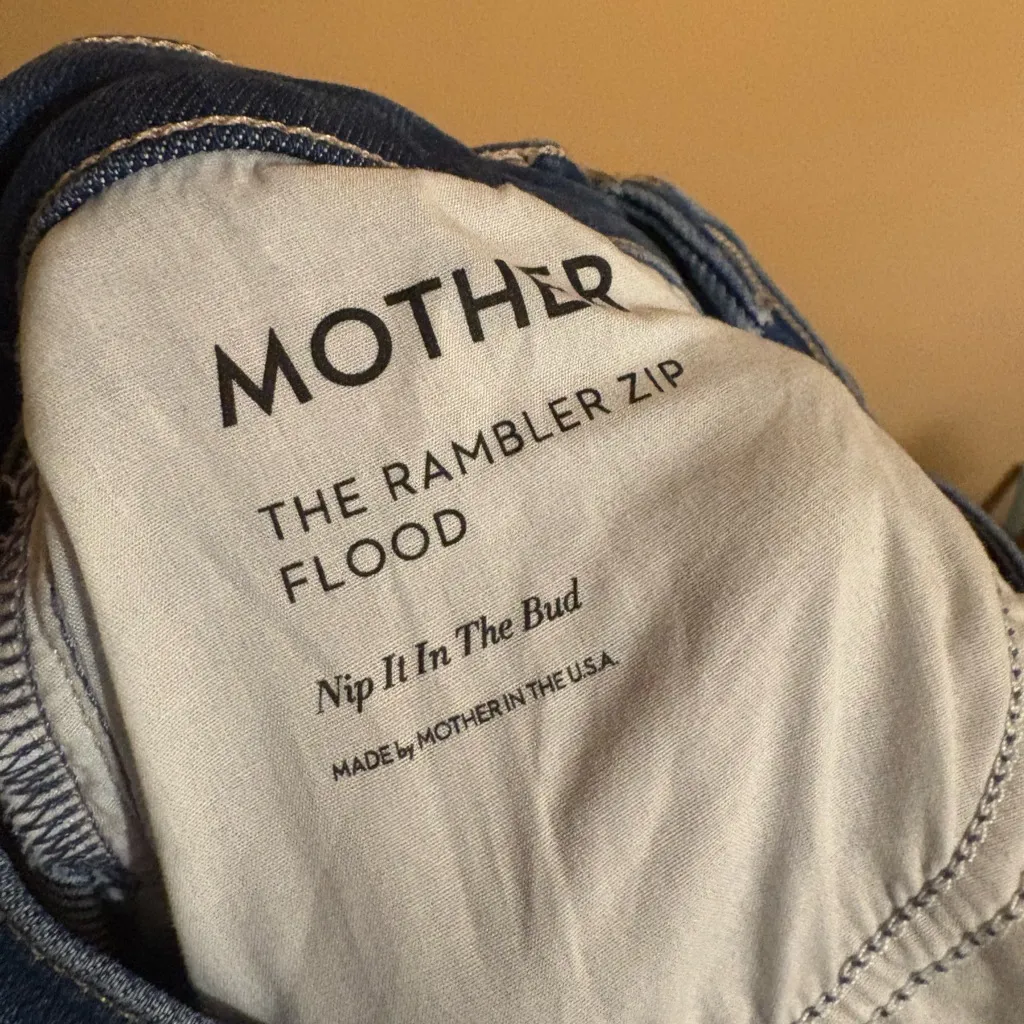 MOTHER
THE RAMBLER ZIP
FLOOD
Nip It In The Bud
MADE by MOTHER IN THE U.S.A.